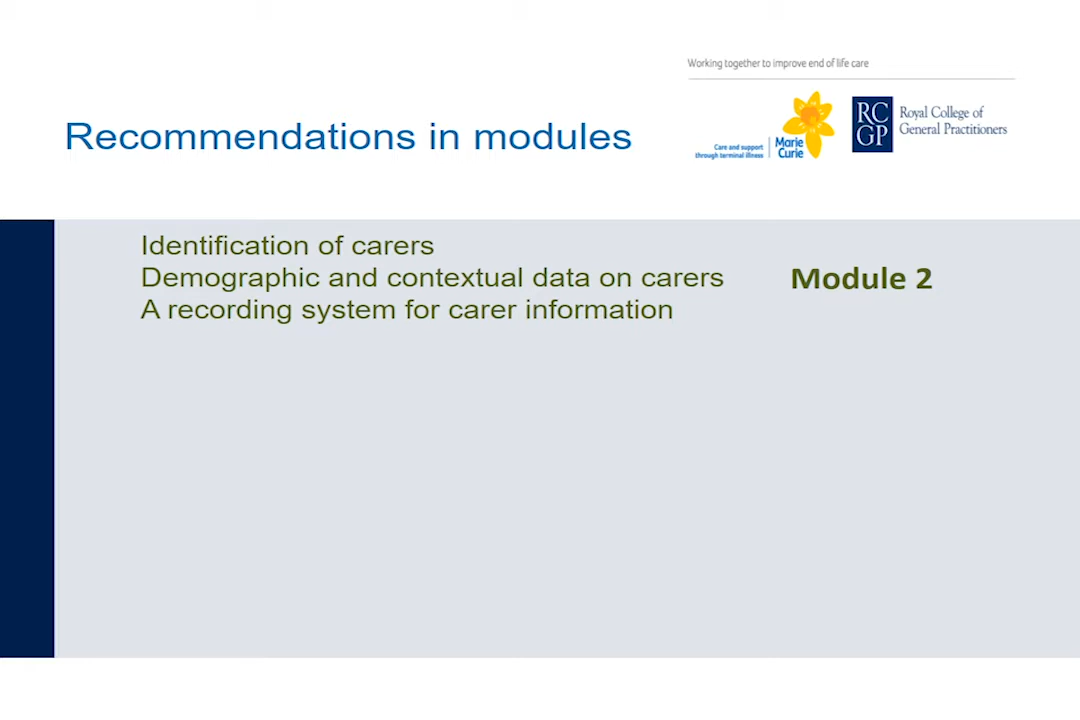 Working together to improve end of life care
Recommendations in modules
Care and support
through terminal illness
Marie
Curie
RC
GP
Royal College of
General Practitioners
Identification of carers
Demographic and contextual data on carers
A recording system for carer information
Module 2